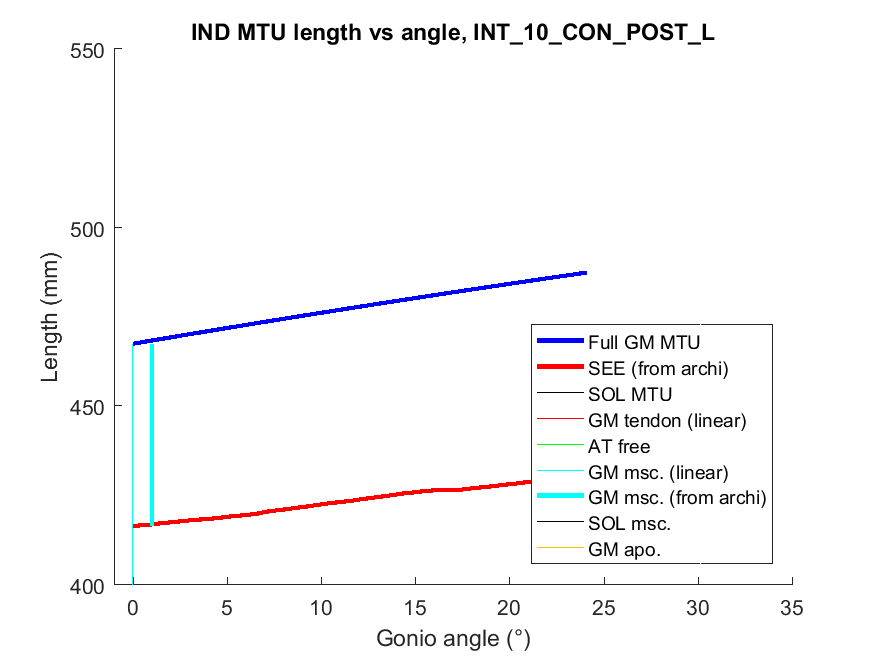 IND MTU length vs angle, INT_10_CON_POST_L
550
500
450
400
Length (mm)
0 5 10 15 20 25 30 35
Gonio angle (°)
Full GM MTU
SEE (from archi)
SOL MTU
GM tendon (linear)
AT free
GM msc. (linear)
GM msc. (from archi)
SOL msc.
GM apo.